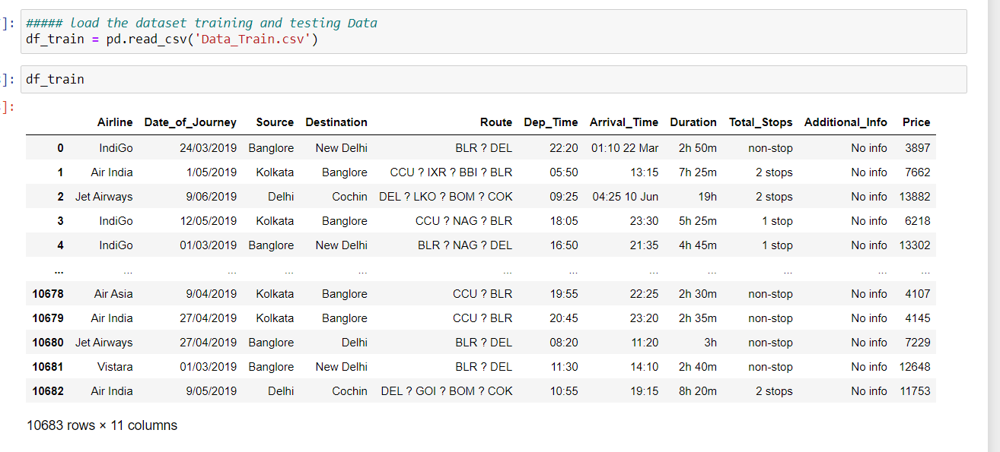 ]: ##### load the dataset training and testing Data
df_train = pd.read_csv('Data_Train.csv')
]: df_train
]:
Airline Date_of_Journey Source Destination Route Dep_Time Arrival_Time Duration Total_Stops Additional_Info Price
0 IndiGo 24/03/2019 Banglore New Delhi BLR ? DEL 22:20 01:10 22 Mar 2h 50m non-stop No info 3897
1 Air India 1/05/2019 Kolkata Banglore CCU ? IXR ? BBI ? BLR 05:50 13:15 7h 25m 2 stops No info 7662
2 Jet Airways 9/06/2019 Delhi Cochin DEL ? LKO ? BOM ? COK 09:25 04:25 10 Jun 19h 2 stops No info 13882
3 IndiGo 12/05/2019 Kolkata Banglore CCU ? NAG ? BLR 18:05 23:30 5h 25m 1 stop No info 6218
4 IndiGo 01/03/2019 Banglore New Delhi BLR ? NAG ? DEL 16:50 21:35 4h 45m 1 stop No info 13302
... ... ... ... ... ... ... ... ... ... ... ...
10678 Air Asia 9/04/2019 Kolkata Banglore CCU ? BLR 19:55 22:25 2h 30m non-stop No info 4107
10679 Air India 27/04/2019 Kolkata Banglore CCU ? BLR 20:45 23:20 2h 35m non-stop No info 4145
10680 Jet Airways 27/04/2019 Banglore Delhi BLR ? DEL 08:20 11:20 3h non-stop No info 7229
10681 Vistara 01/03/2019 Banglore New Delhi BLR ? DEL 11:30 14:10 2h 40m non-stop No info 12648
10682 Air India 9/05/2019 Delhi Cochin DEL ? GOI ? BOM ? COK 10:55 19:15 8h 20m 2 stops No info 11753
10683 rows × 11 columns